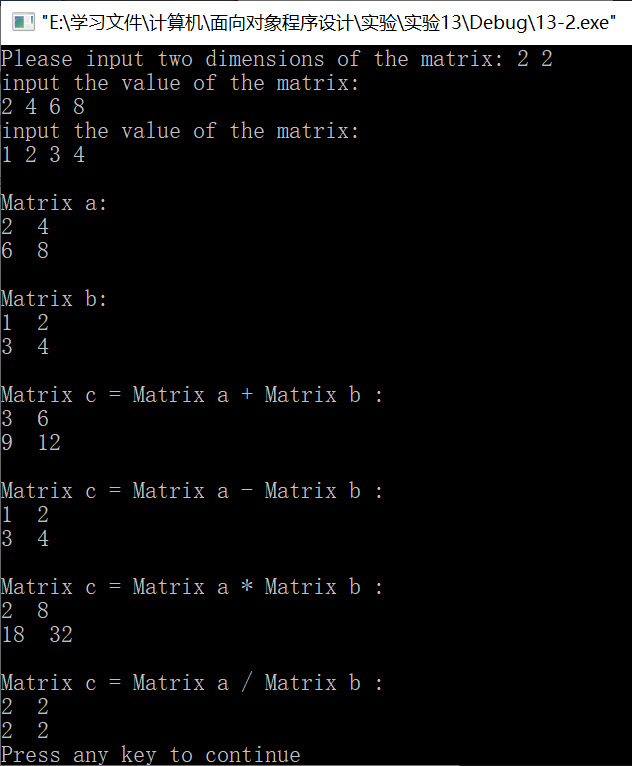 "E:\学习文件\计算机\面向对象程序设计\实验\实验13\Debug\13-2.exe"
Please input two dimensions of the matrix: 2 2
input the value of the matrix:
2 4 6 8
input the value of the matrix:
1 2 3 4
Matrix a:
2  4
6  8
Matrix b:
1  2
3  4
Matrix c = Matrix a + Matrix b :
3  6
9  12
Matrix c = Matrix a - Matrix b :
1  2
3  4
Matrix c = Matrix a * Matrix b :
2  8
18  32
Matrix c = Matrix a / Matrix b :
2  2
2  2
Press any key to continue